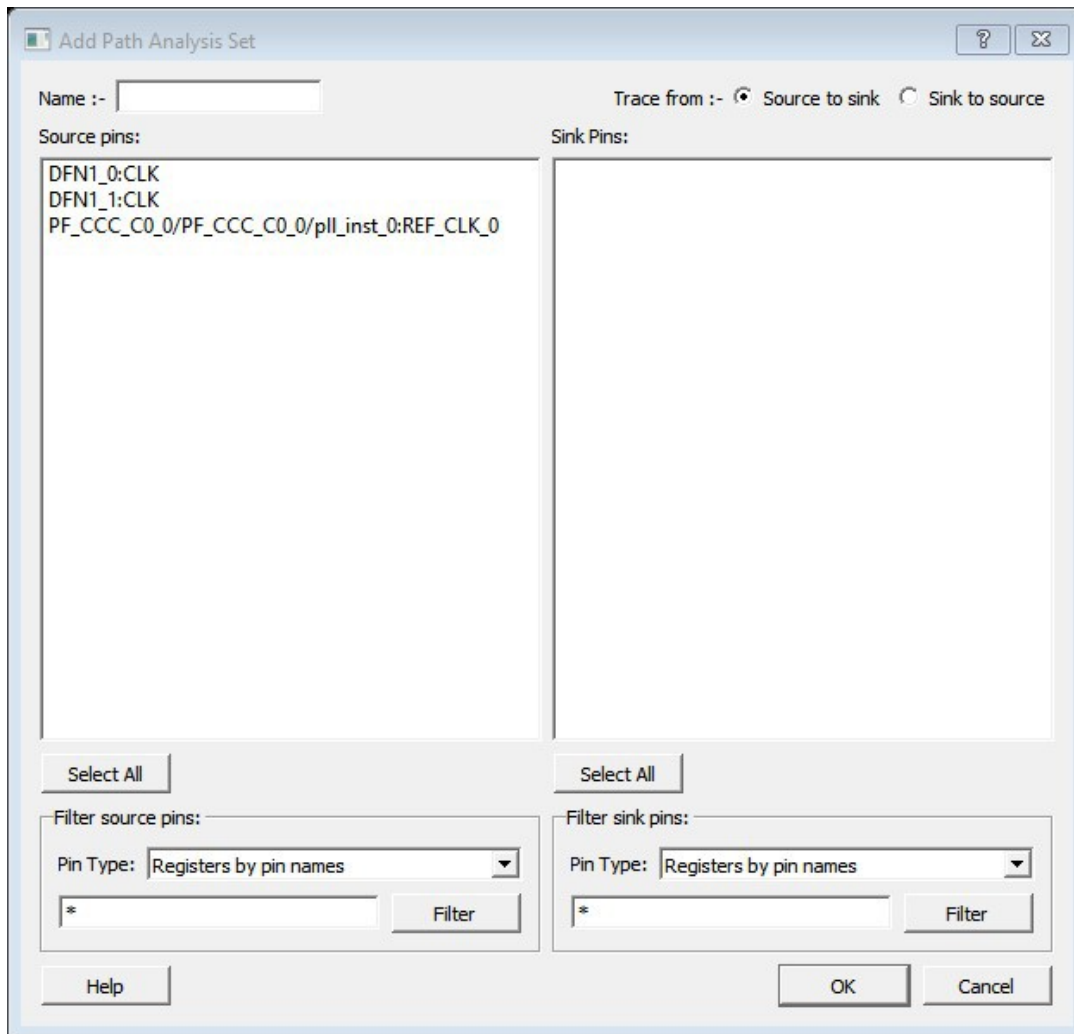 Add Path Analysis Set
Name :-
Trace from :- Source to sink Sink to source
Source pins:
Sink Pins:
DFN1_0:CLK
DFN1_1:CLK
PF_CCC_C0_0/PF_CCC_C0_0/pll_inst_0:REF_CLK_0
Select All
Select All
Filter source pins:
Filter sink pins:
Pin Type: Registers by pin names
Pin Type: Registers by pin names
* Filter
* Filter
Help
OK
Cancel